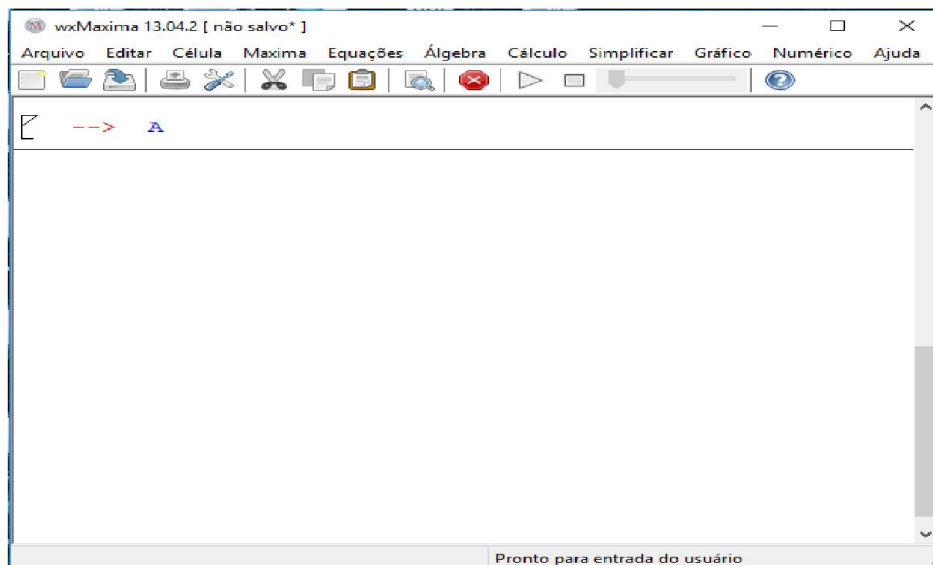 wxMaxima 13.04.2 [ não salvo* ]
Arquivo Editar Célula Maxima Equações Álgebra Cálculo Simplificar Gráfico Numérico Ajuda
--> A
Pronto para entrada do usuário